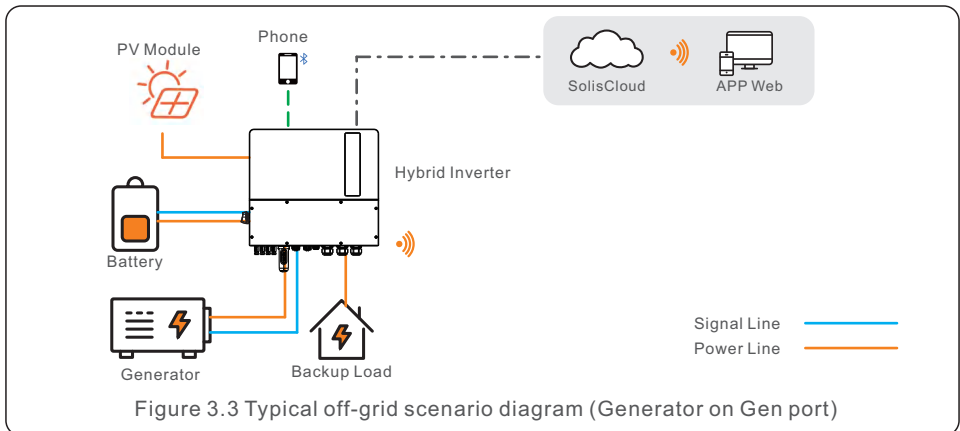 PV Module
Phone
SolisCloud
APP Web
Hybrid Inverter
Battery
Generator
Backup Load
Signal Line
Power Line
Figure 3.3 Typical off-grid scenario diagram (Generator on Gen port)